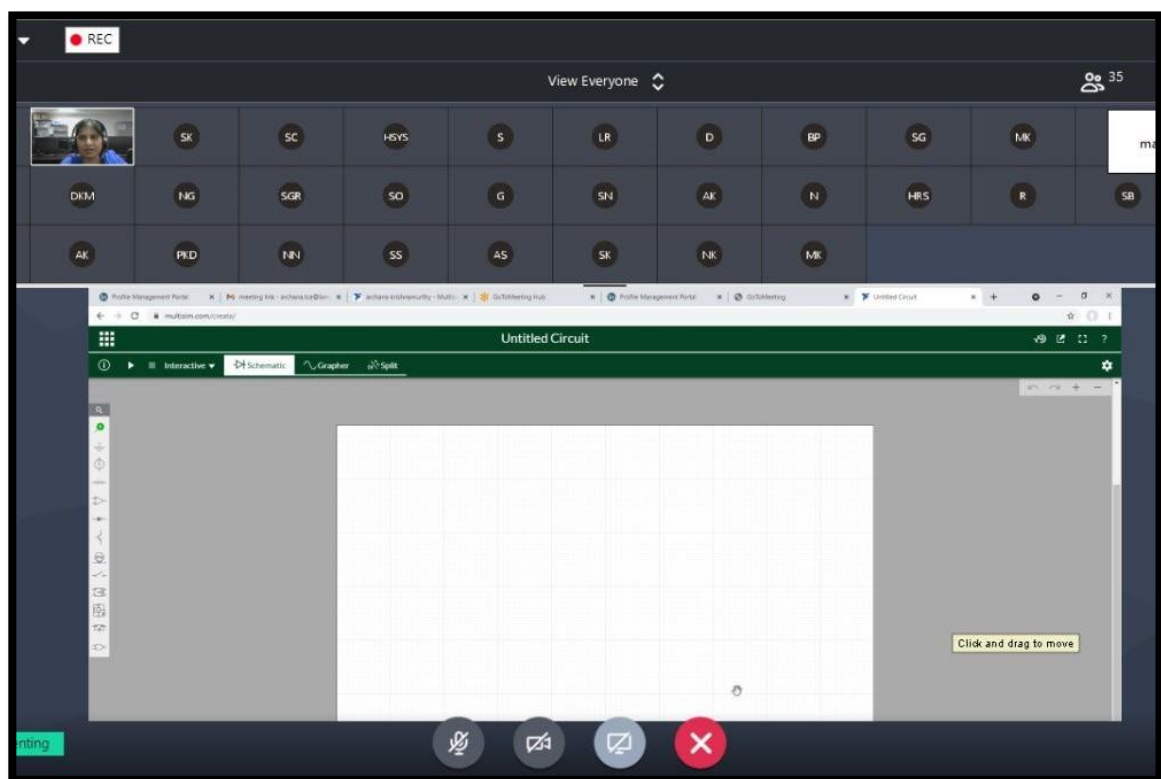 REC
View Everyone
35
SK SC HSYS S LR D BP SG MK ma
DKM NG SGR SO G SN AK N HRS R SB
AK PKD NN SS AS SK NK MK
Profile Management Portal GoToMeeting Hub Profile Management Portal GoToMeeting Untitled Circuit
multisim.com/create/
Untitled Circuit
Interactive Schematic Grapher Split
Click and drag to move
enting